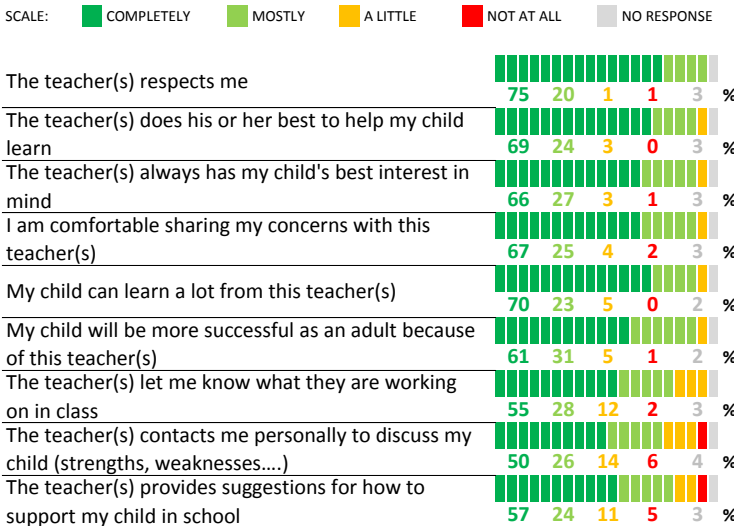 SCALE: COMPLETELY MOSTLY A LITTLE NOT AT ALL NO RESPONSE
The teacher(s) respects me
75 20 1 1 3 %
The teacher(s) does his or her best to help my child
learn
69 24 3 0 3 %
The teacher(s) always has my child's best interest in
mind
66 27 3 1 3 %
I am comfortable sharing my concerns with this
teacher(s)
67 25 4 2 3 %
My child can learn a lot from this teacher(s)
70 23 5 0 2 %
My child will be more successful as an adult because
of this teacher(s)
61 31 5 1 2 %
The teacher(s) let me know what they are working
on in class
55 28 12 2 3 %
The teacher(s) contacts me personally to discuss my
child (strengths, weaknesses....)
50 26 14 6 4 %
The teacher(s) provides suggestions for how to
support my child in school
57 24 11 5 3 %